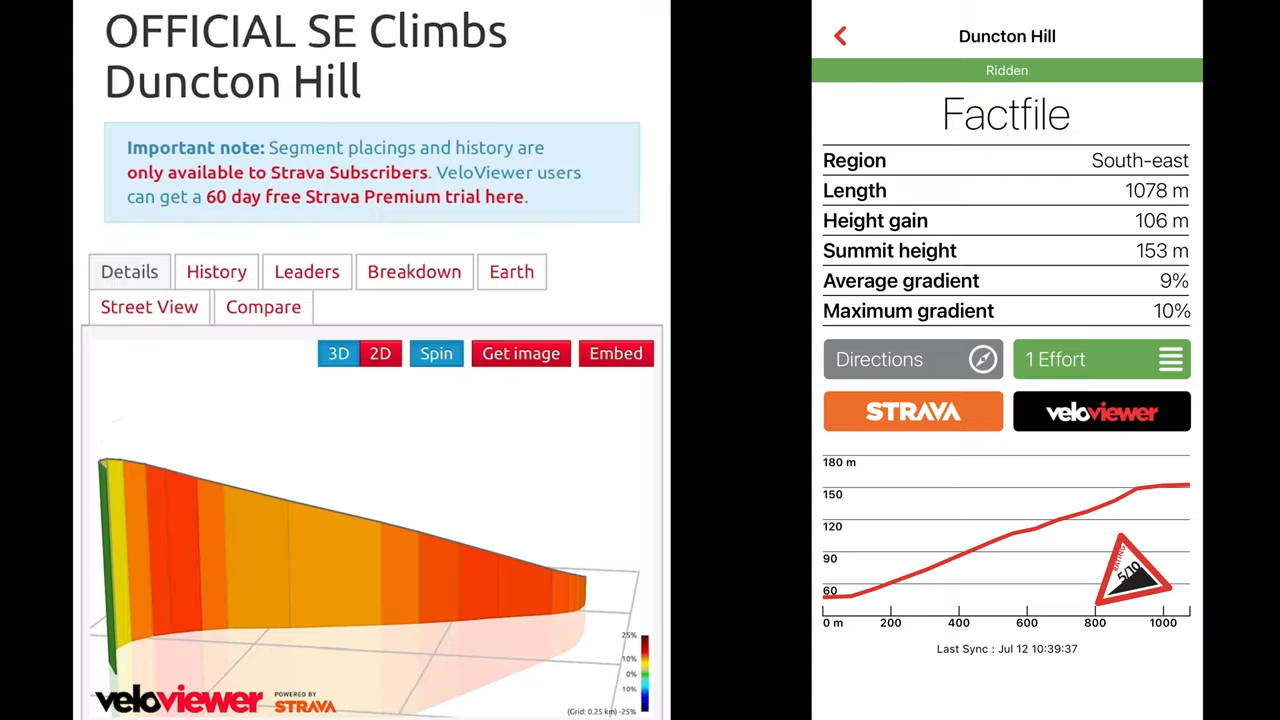 OFFICIAL SE Climbs
Duncton Hill
Important note: Segment placings and history are
only available to Strava Subscribers. VeloViewer users
can get a 60 day free Strava Premium trial here.
Details History Leaders Breakdown Earth
Street View Compare
3D 2D Spin Get image Embed
25%
10%
0%
-10%
(Grid: 0.25 km) -25%
veloviewer POWERED BY STRAVA
Duncton Hill
Ridden
Factfile
Region South-east
Length 1078 m
Height gain 106 m
Summit height 153 m
Average gradient 9%
Maximum gradient 10%
Directions 1 Effort
STRAVA veloviewer
180 m
150
120
90
60
RATING
5/10
0 m 200 400 600 800 1000
Last Sync : Jul 12 10:39:37